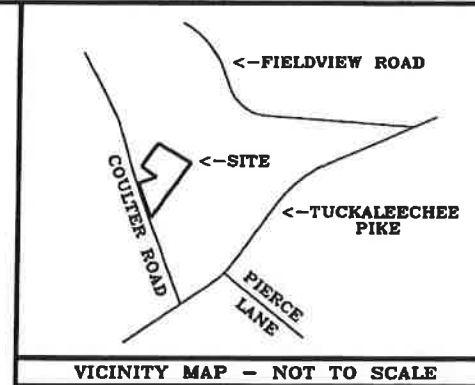 <-FIELDVIEW ROAD
<-SITE
COULTER ROAD
<-TUCKALEECHEE
PIKE
PIERCE
LANE
VICINITY MAP - NOT TO SCALE